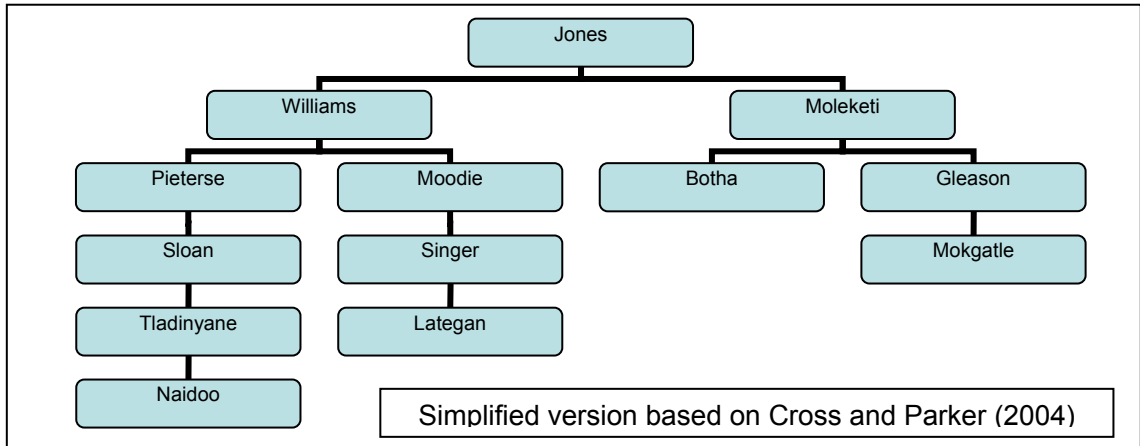 Jones
Williams
Moleketi
Pieterse
Moodie
Botha
Gleason
Sloan
Singer
Mokgatle
Tladinyane
Lategan
Naidoo
Simplified version based on Cross and Parker (2004)